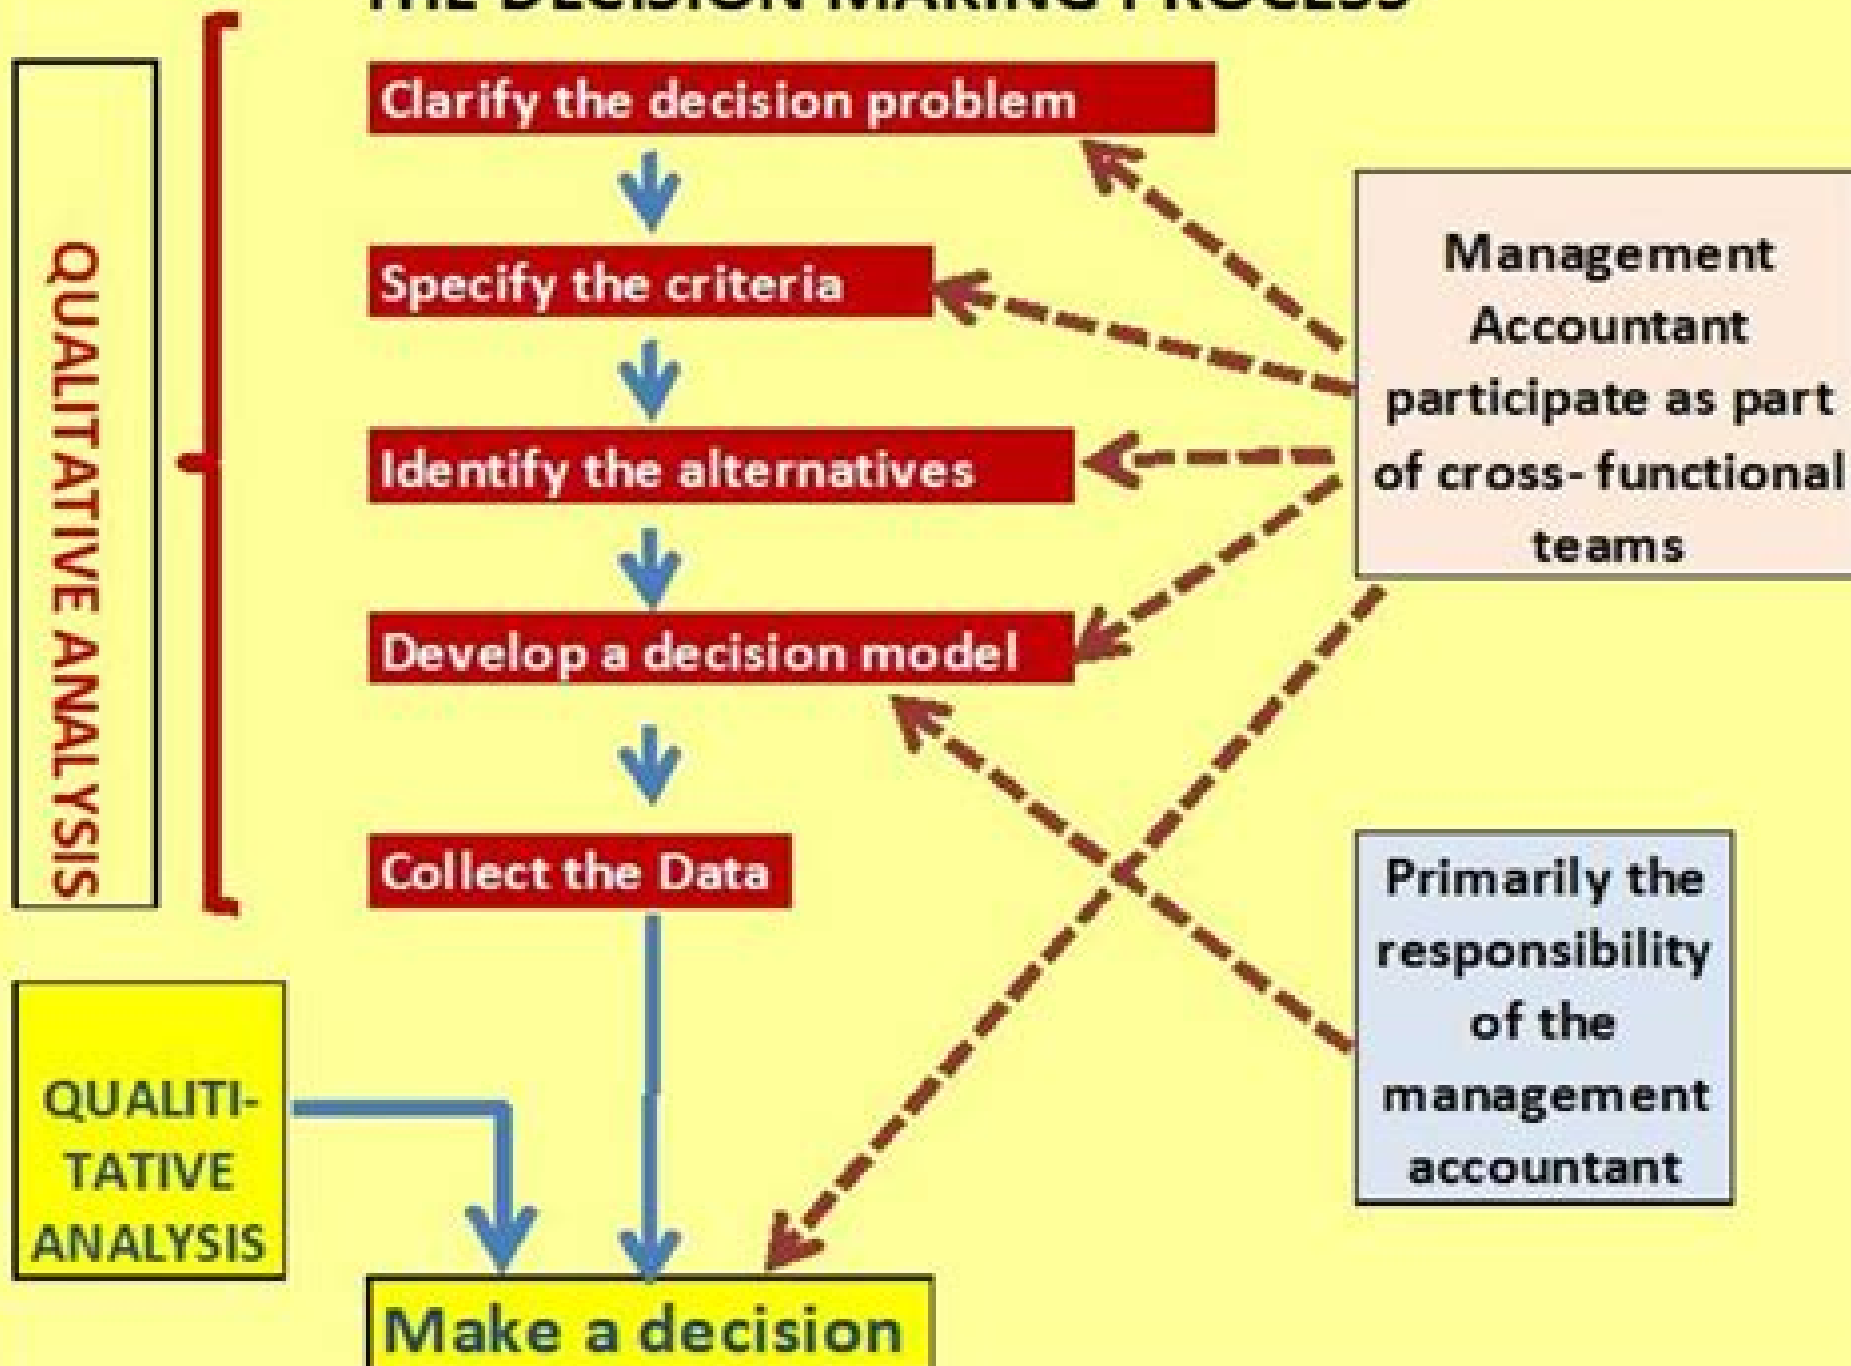 THE DECISION MAKING PROCESS
Clarify the decision problem
Specify the criteria
Identify the alternatives
Develop a decision model
Collect the Data
Make a decision
QUALITATIVE ANALYSIS
QUALITI-
TATIVE
ANALYSIS
Management
Accountant
participate as part
of cross- functional
teams
Primarily the
responsibility
of the
management
accountant